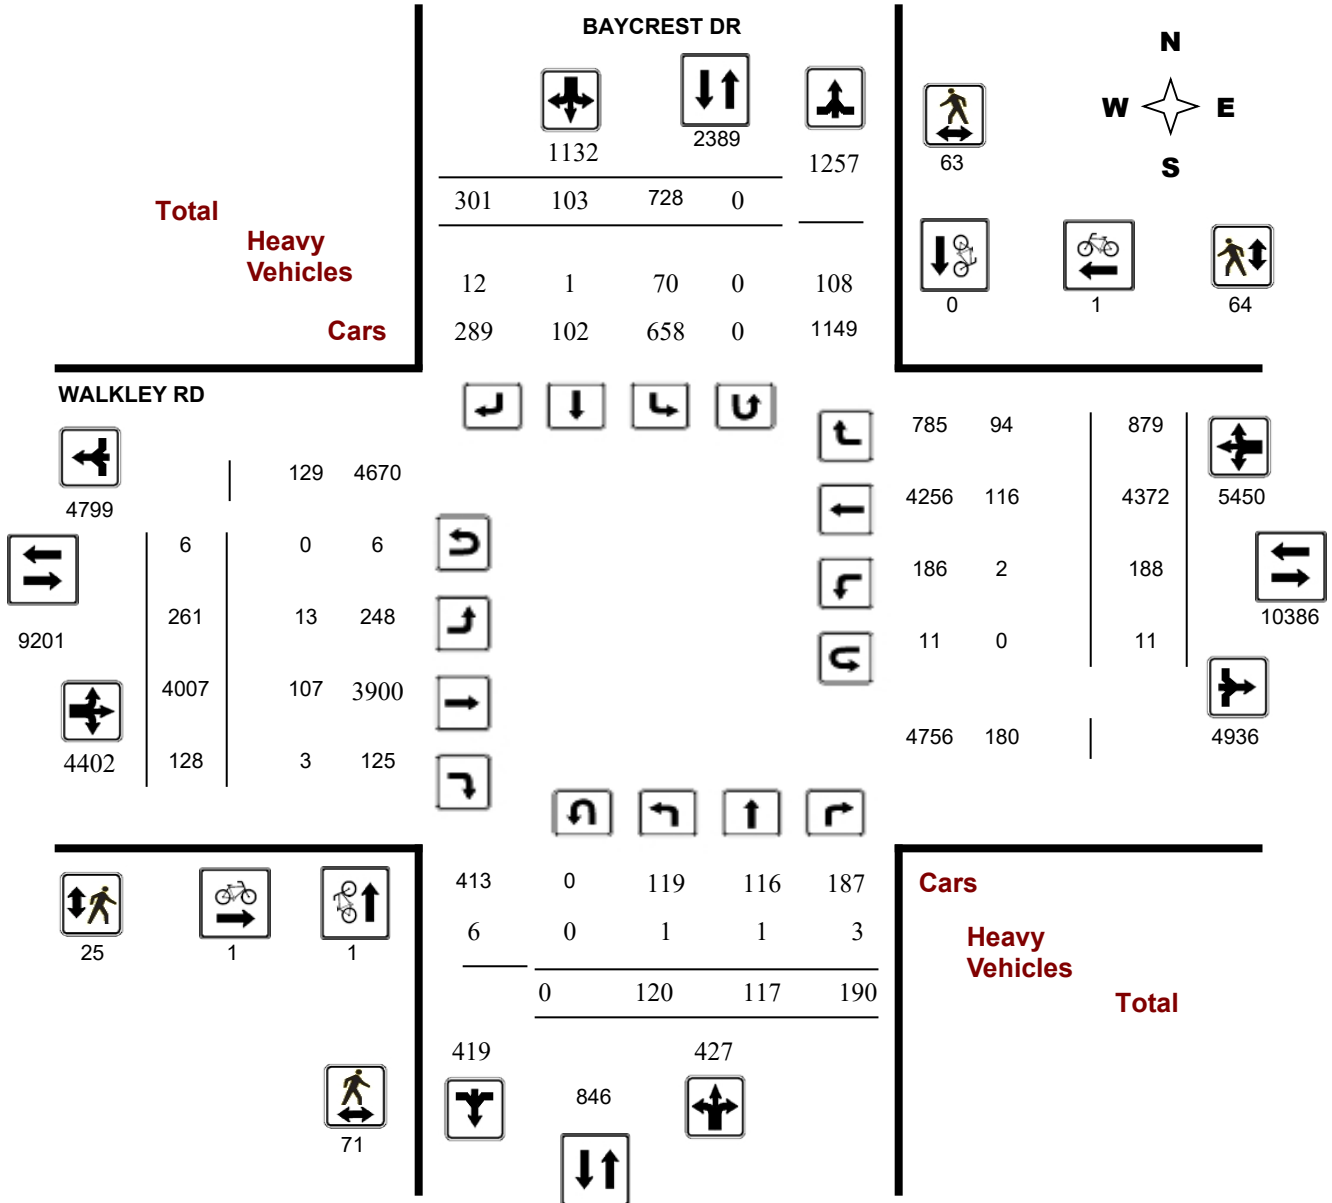 BAYCREST DR
N
W E
S
1132
2389
1257
63
Total
301 103 728 0
Heavy
Vehicles
12 1 70 0 108
0 1 64
Cars
289 102 658 0 1149
WALKLEY RD
785 94 879
129 4670
4799
4256 116 4372 5450
6 0 6
186 2 188
10386
261 13 248
9201
11 0 11
4007 107 3900
4756 180 4936
4402 128 3 125
413 0 119 116 187
Cars
6 0 1 1 3
Heavy
Vehicles
25 1 1
0 120 117 190
Total
419 427
846
71